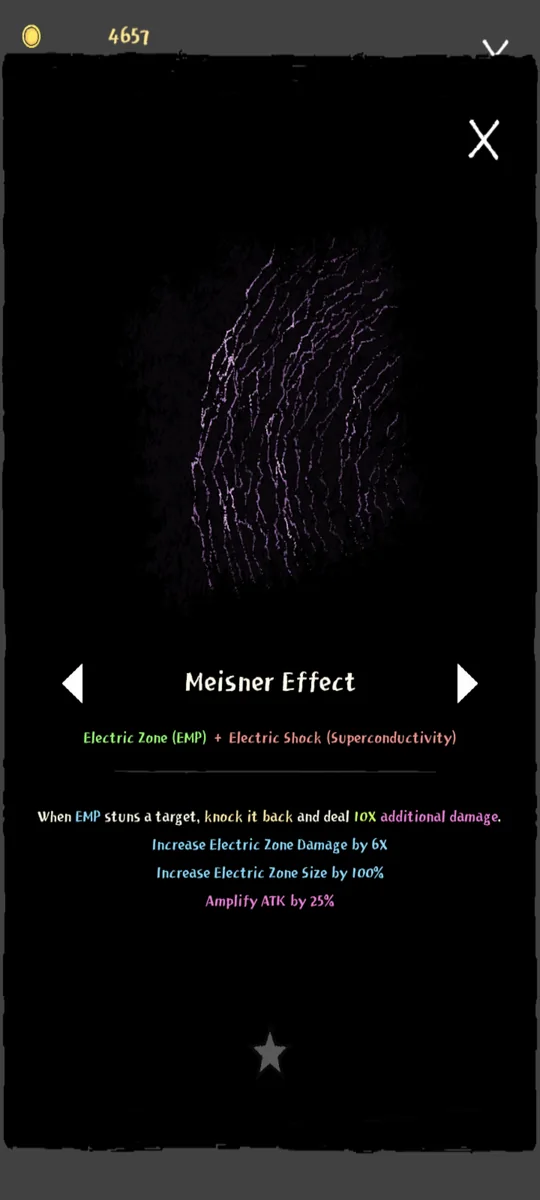 4657
X
Meisner Effect
Electric Zone (EMP) + Electric Shock (Superconductivity)
When EMP stuns a target, knock it back and deal 10X additional damage.
Increase Electric Zone Damage by 6X
Increase Electric Zone Size by 100%
Amplify ATK by 25%